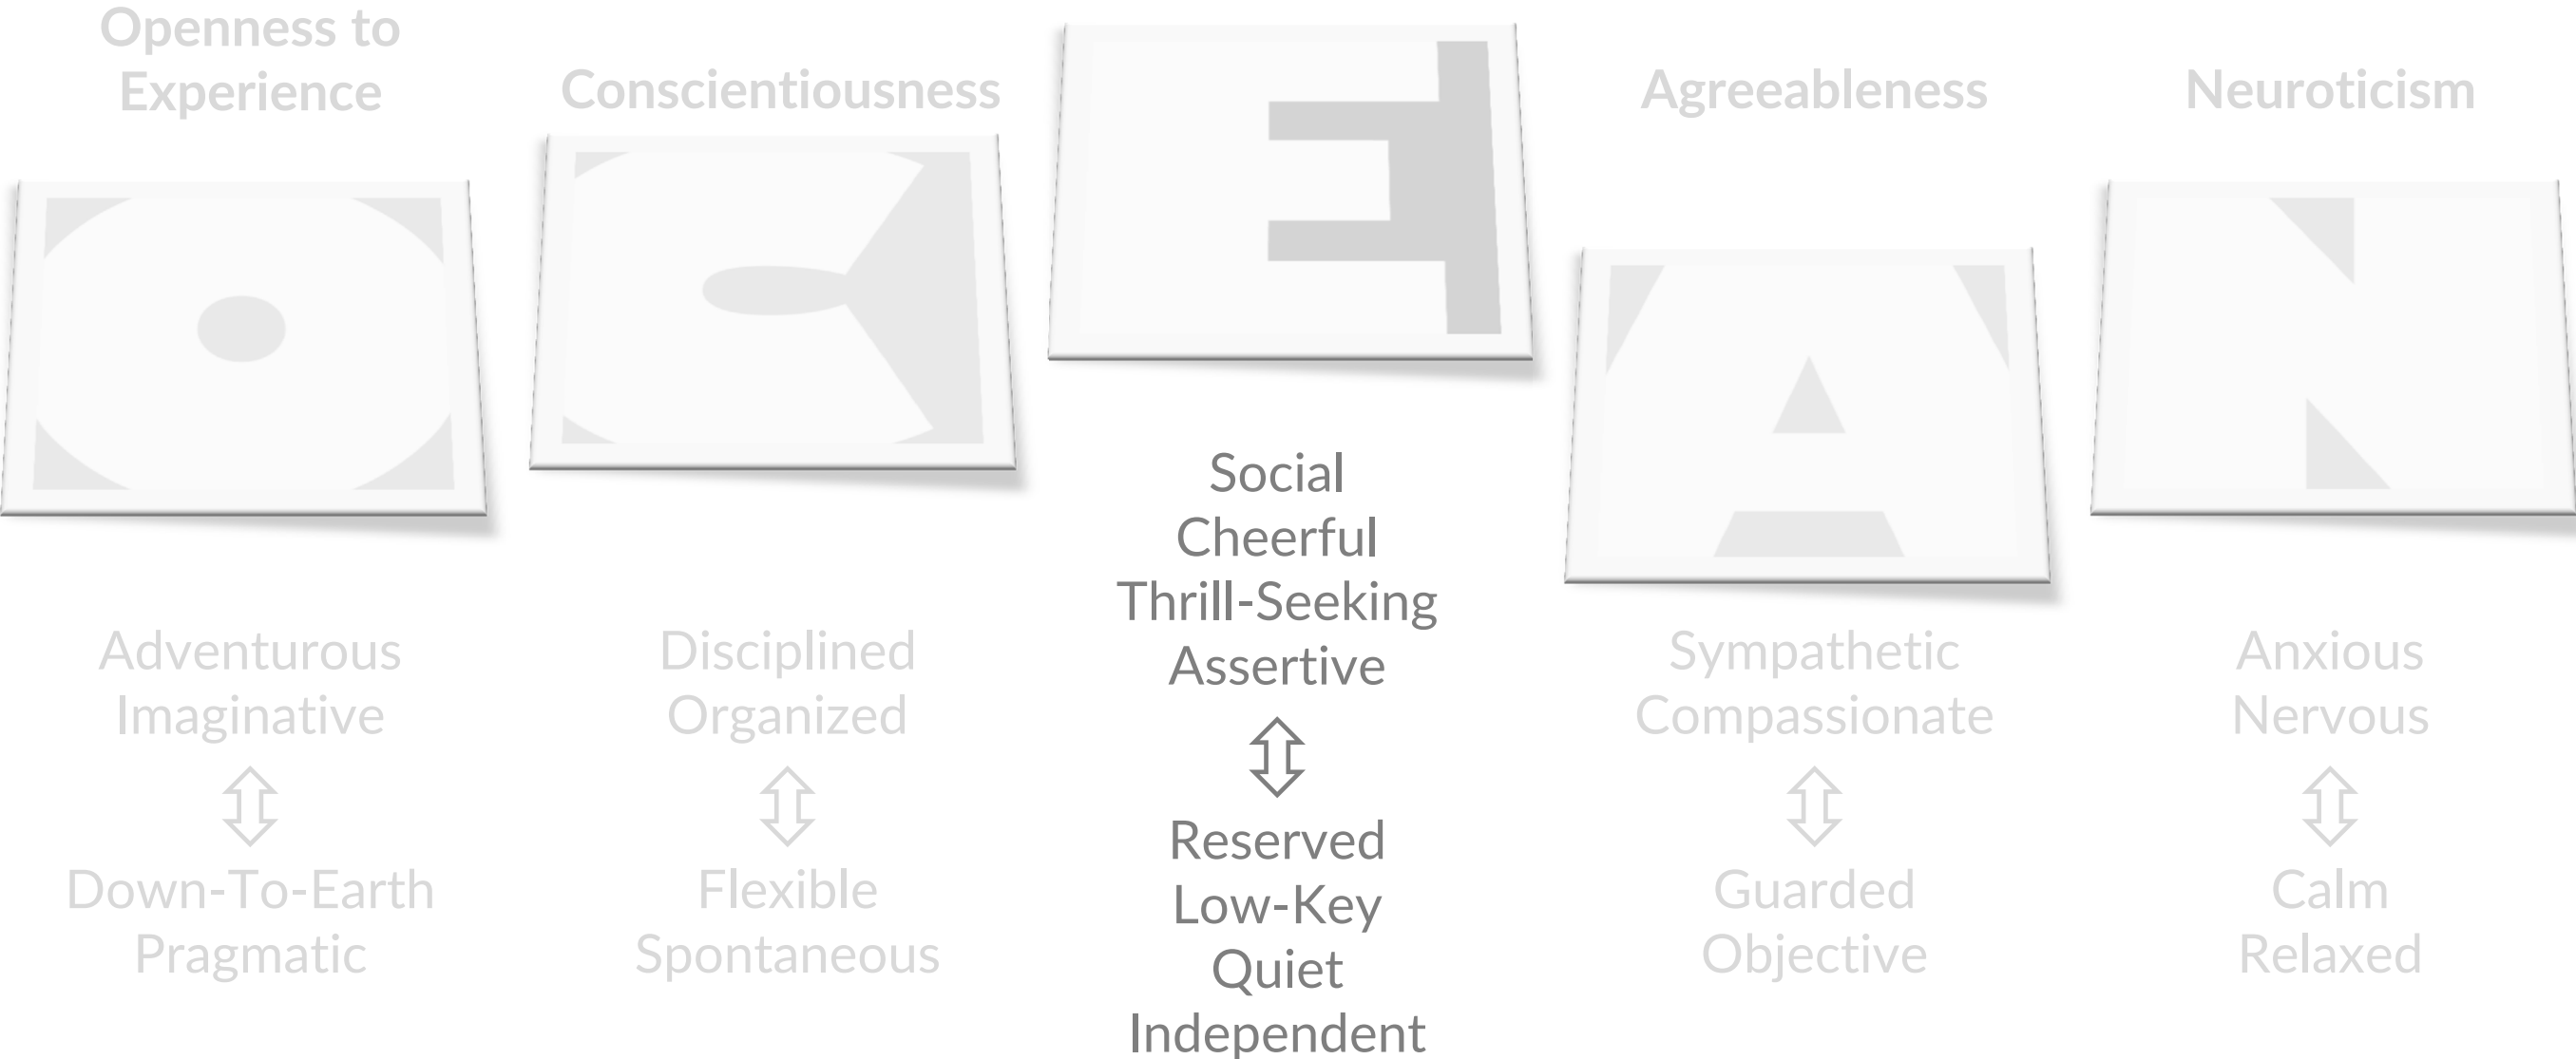 Openness to
Experience
O
Adventurous
Imaginative
Down-To-Earth
Pragmatic
Conscientiousness
C
Disciplined
Organized
Flexible
Spontaneous
E
Social
Cheerful
Thrill-Seeking
Assertive
Reserved
Low-Key
Quiet
Independent
Agreeableness
A
Sympathetic
Compassionate
Guarded
Objective
Neuroticism
N
Anxious
Nervous
Calm
Relaxed